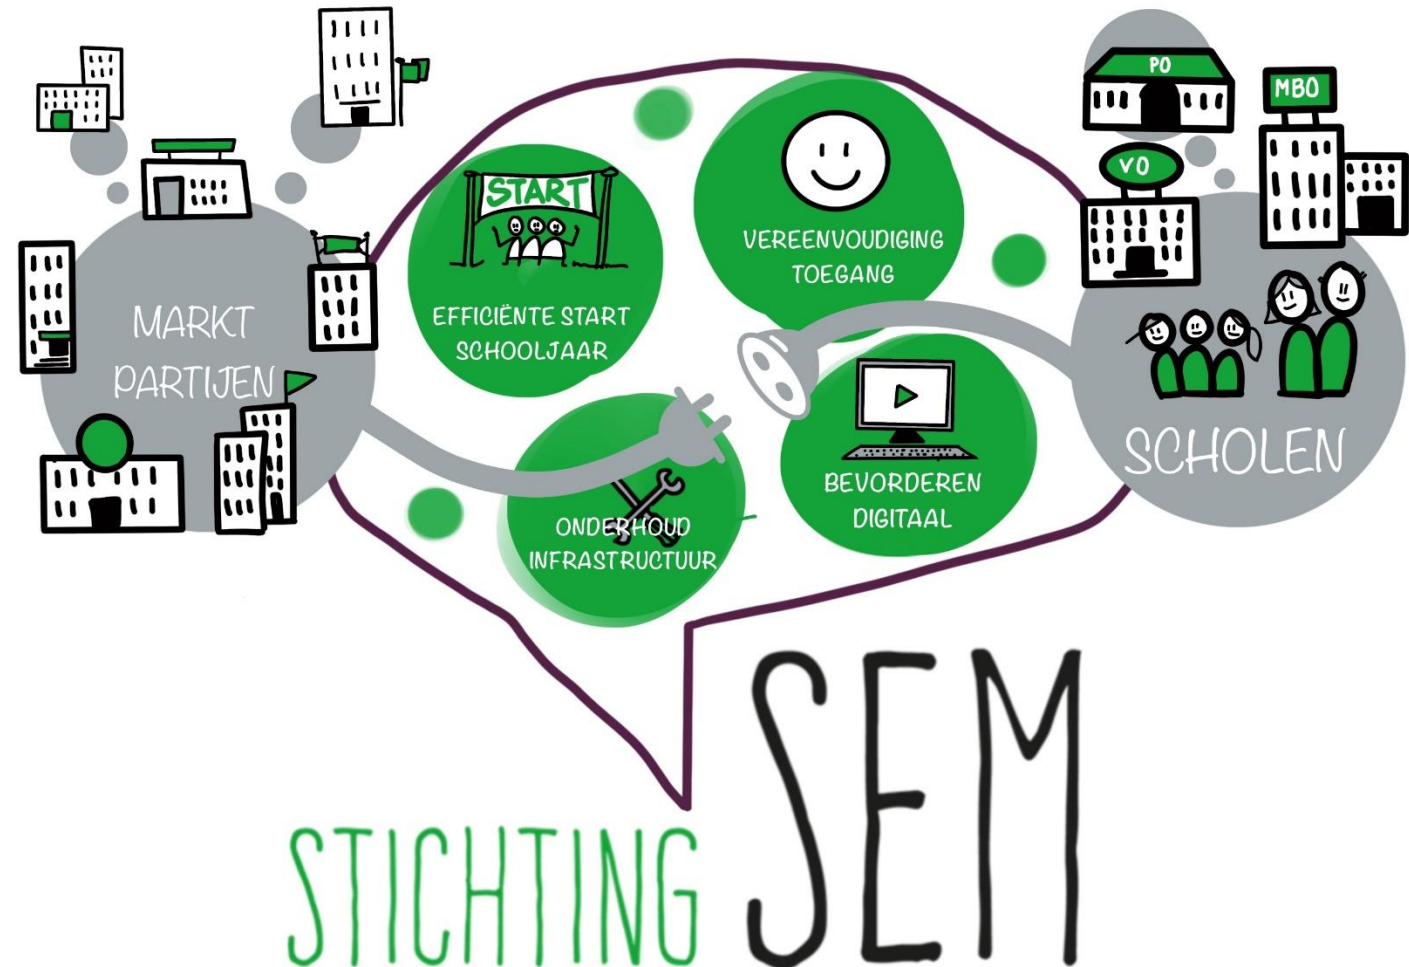 MARKT
PARTIJEN
START
EFFICIËNTE START
SCHOOLJAAR
VEREENVOUDIGING
TOEGANG
ONDERHOUD
INFRASTRUCTUUR
BEVORDEREN
DIGITAAL
PO
MBO
VO
SCHOLEN
STICHTING SEM